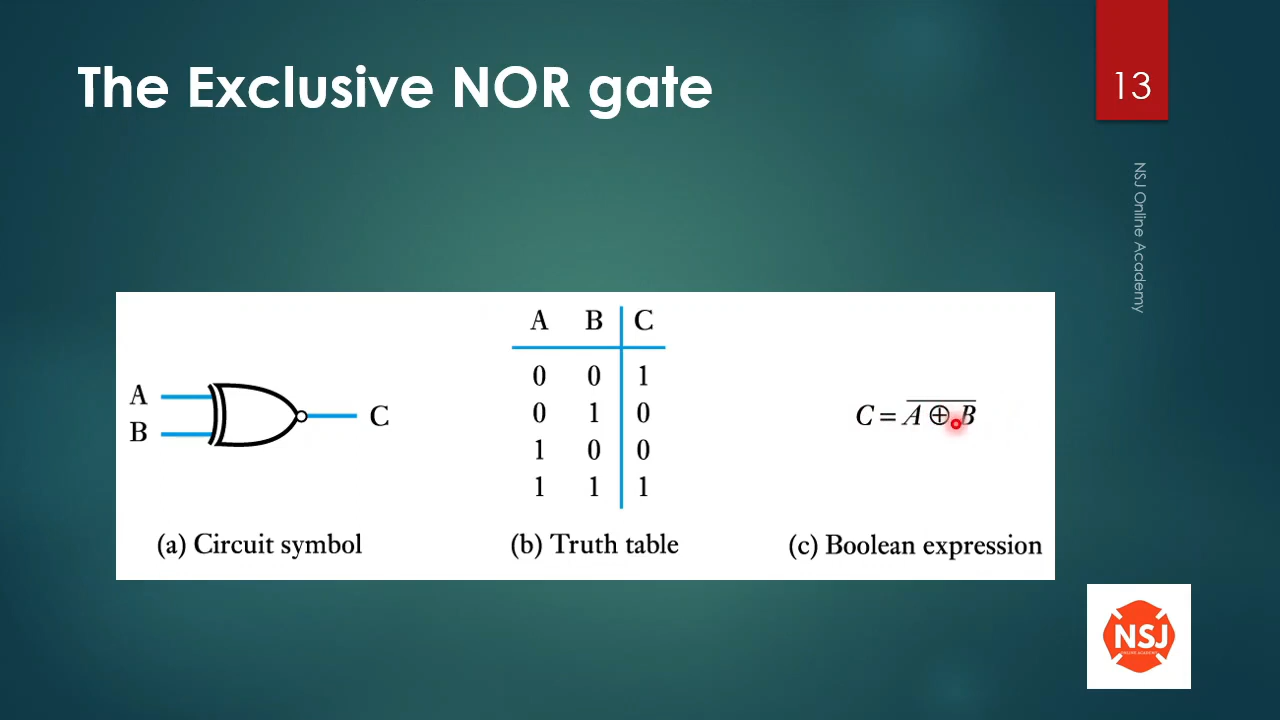 The Exclusive NOR gate
13
NSJ Online Academy
A B C
A
B
C
0 0 1
0 1 0
1 0 0
1 1 1
C = \overline{A ⊕ B}
(a) Circuit symbol
(b) Truth table
(c) Boolean expression
NSJ